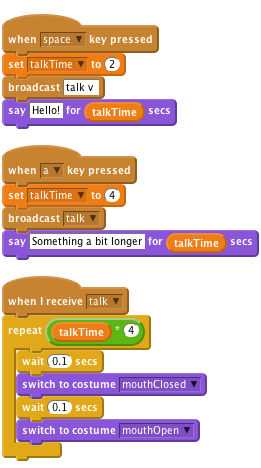 when space key pressed
set talkTime to 2
broadcast talk v
say Hello! for talkTime secs
when a key pressed
set talkTime to 4
broadcast talk
say Something a bit longer for talkTime secs
when I receive talk
repeat talkTime * 4
wait 0.1 secs
switch to costume mouthClosed
wait 0.1 secs
switch to costume mouthOpen